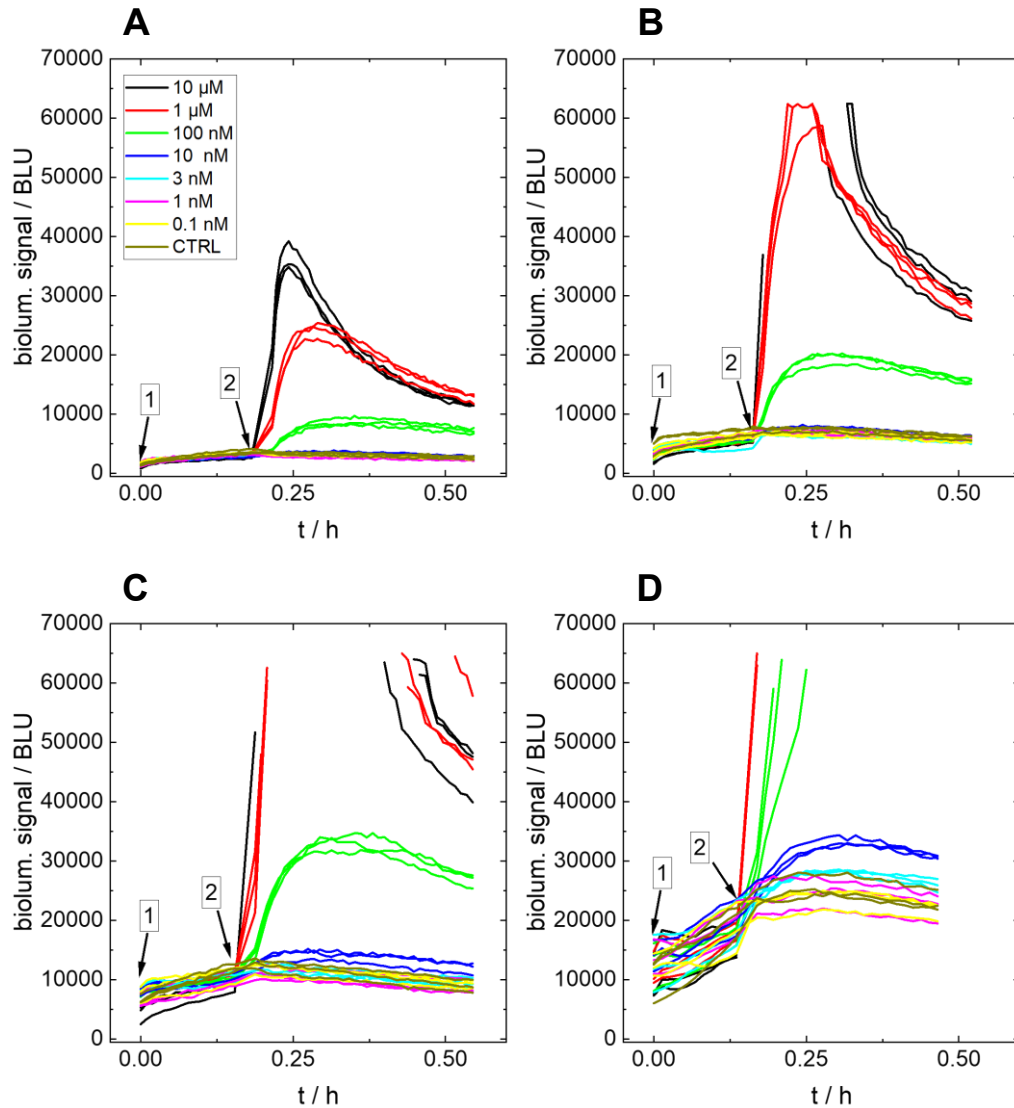 A
biolum. signal / BLU
70000
60000
50000
40000
30000
20000
10000
0
10 µM
1 µM
100 nM
10 nM
3 nM
1 nM
0.1 nM
CTRL
1
2
0.00 0.25 0.50
t / h
B
biolum. signal / BLU
70000
60000
50000
40000
30000
20000
10000
0
1
2
0.00 0.25 0.50
t / h
C
biolum. signal / BLU
70000
60000
50000
40000
30000
20000
10000
0
1
2
0.00 0.25 0.50
t / h
D
biolum. signal / BLU
70000
60000
50000
40000
30000
20000
10000
0
1
2
0.00 0.25 0.50
t / h